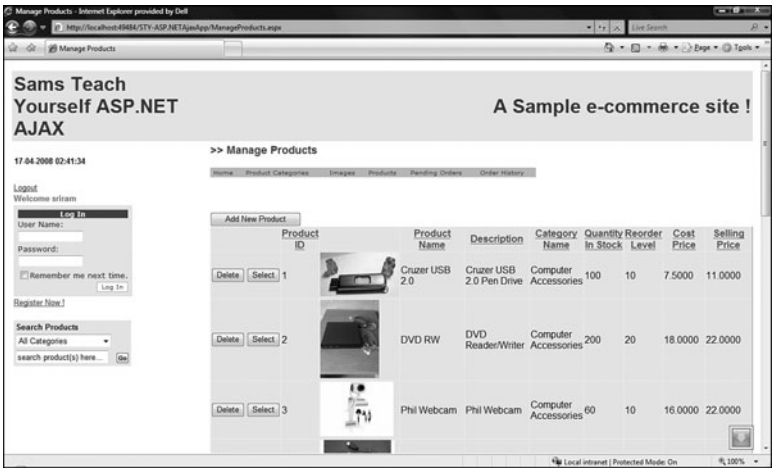 Manage Products - Internet Explorer provided by Dell
http://localhost:49484/STY-ASP.NETAjaxApp/ManageProducts.aspx
Live Search
Manage Products
Page
Tools
Sams Teach
Yourself ASP.NET
AJAX
A Sample e-commerce site !
17-04-2008 02:41:34
>> Manage Products
Home Product Categories Images Products Pending Orders Order History
Logout
Welcome sriram
Log In
User Name:
Password:
Remember me next time.
Log In
Register Now !
Search Products
All Categories
search product(s) here...
Go
Add New Product
Product ID Product Name Description Category Name Quantity In Stock Reorder Level Cost Price Selling Price
Delete Select 1 Cruzer USB 2.0 Cruzer USB 2.0 Pen Drive Computer Accessories 100 10 7.5000 11.0000
Delete Select 2 DVD RW DVD Reader/Writer Computer Accessories 200 20 18.0000 22.0000
Delete Select 3 Phil Webcam Phil Webcam Computer Accessories 60 10 16.0000 22.0000
Local intranet | Protected Mode: On
100%